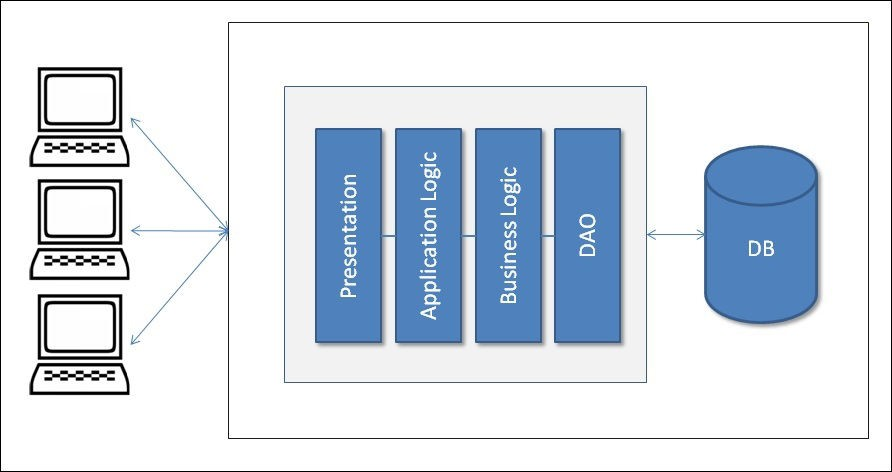 Presentation
Application Logic
Business Logic
DAO
DB